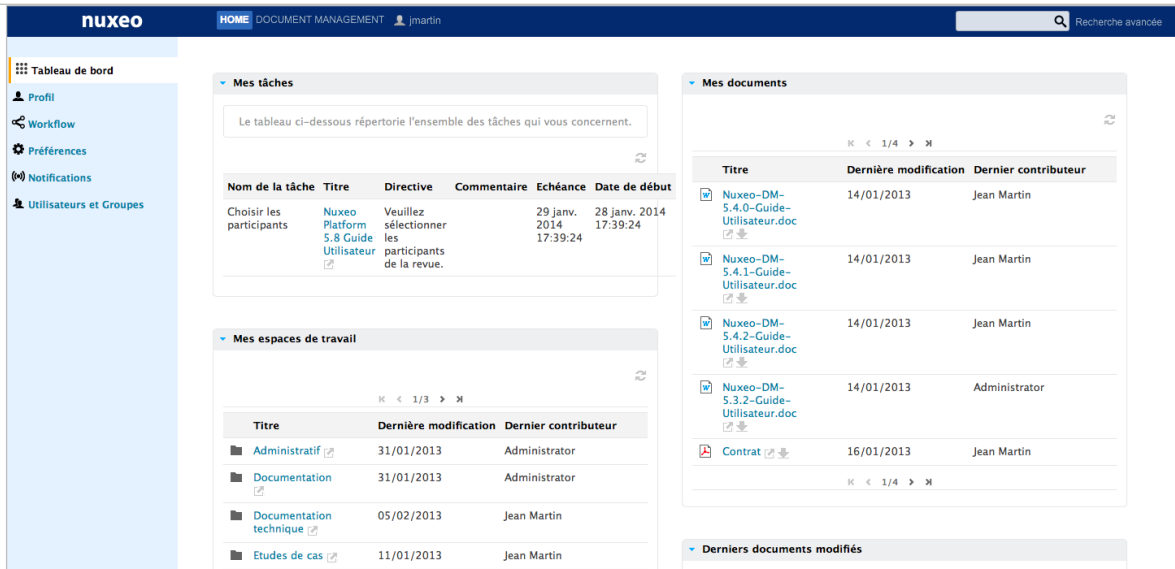 nuxeo
HOME DOCUMENT MANAGEMENT jmartin
Recherche avancée
Tableau de bord
Profil
Workflow
Préférences
Notifications
Utilisateurs et Groupes
Mes tâches
Le tableau ci-dessous répertorie l'ensemble des tâches qui vous concernent.
Nom de la tâche Titre Directive Commentaire Echéance Date de début
Choisir les Nuxeo Veuillez 29 janv. 28 janv. 2014
participants Platform sélectionner 2014 17:39:24
5.8 Guide les 17:39:24
Utilisateur participants
de la revue.
Mes espaces de travail
1/3
Titre Dernière modification Dernier contributeur
Administratif 31/01/2013 Administrator
Documentation 31/01/2013 Administrator
Documentation 05/02/2013 Jean Martin
technique
Etudes de cas 11/01/2013 Jean Martin
Mes documents
1/4
Titre Dernière modification Dernier contributeur
Nuxeo-DM- 14/01/2013 Jean Martin
5.4.0-Guide-
Utilisateur.doc
Nuxeo-DM- 14/01/2013 Jean Martin
5.4.1-Guide-
Utilisateur.doc
Nuxeo-DM- 14/01/2013 Jean Martin
5.4.2-Guide-
Utilisateur.doc
Nuxeo-DM- 14/01/2013 Administrator
5.3.2-Guide-
Utilisateur.doc
Contrat 16/01/2013 Jean Martin
1/4
Derniers documents modifiés